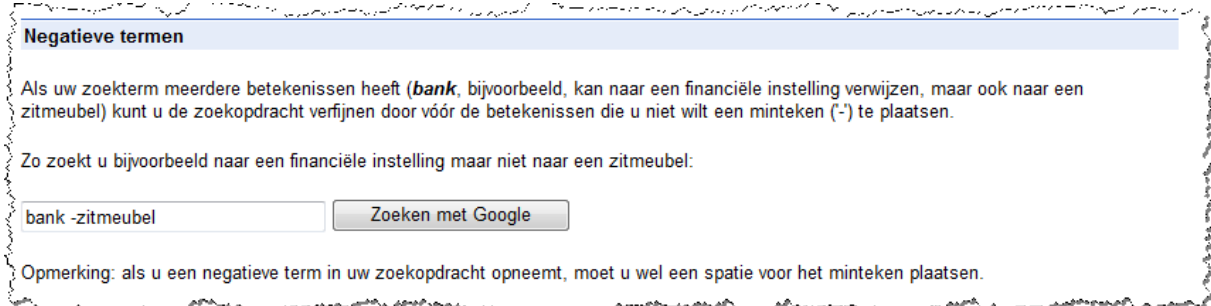 Negatieve termen
Als uw zoekterm meerdere betekenissen heeft (bank, bijvoorbeeld, kan naar een financiële instelling verwijzen, maar ook naar een
zitmeubel) kunt u de zoekopdracht verfijnen door vóór de betekenissen die u niet wilt een minteken ('-') te plaatsen.
Zo zoekt u bijvoorbeeld naar een financiële instelling maar niet naar een zitmeubel:
bank -zitmeubel Zoeken met Google
Opmerking: als u een negatieve term in uw zoekopdracht opneemt, moet u wel een spatie voor het minteken plaatsen.